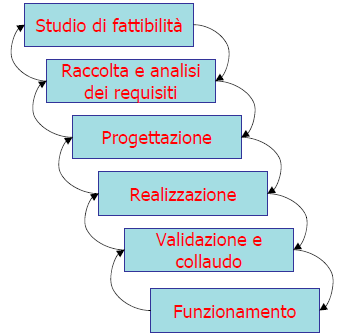 Studio di fattibilità
Raccolta e analisi
dei requisiti
Progettazione
Realizzazione
Validazione e
collaudo
Funzionamento